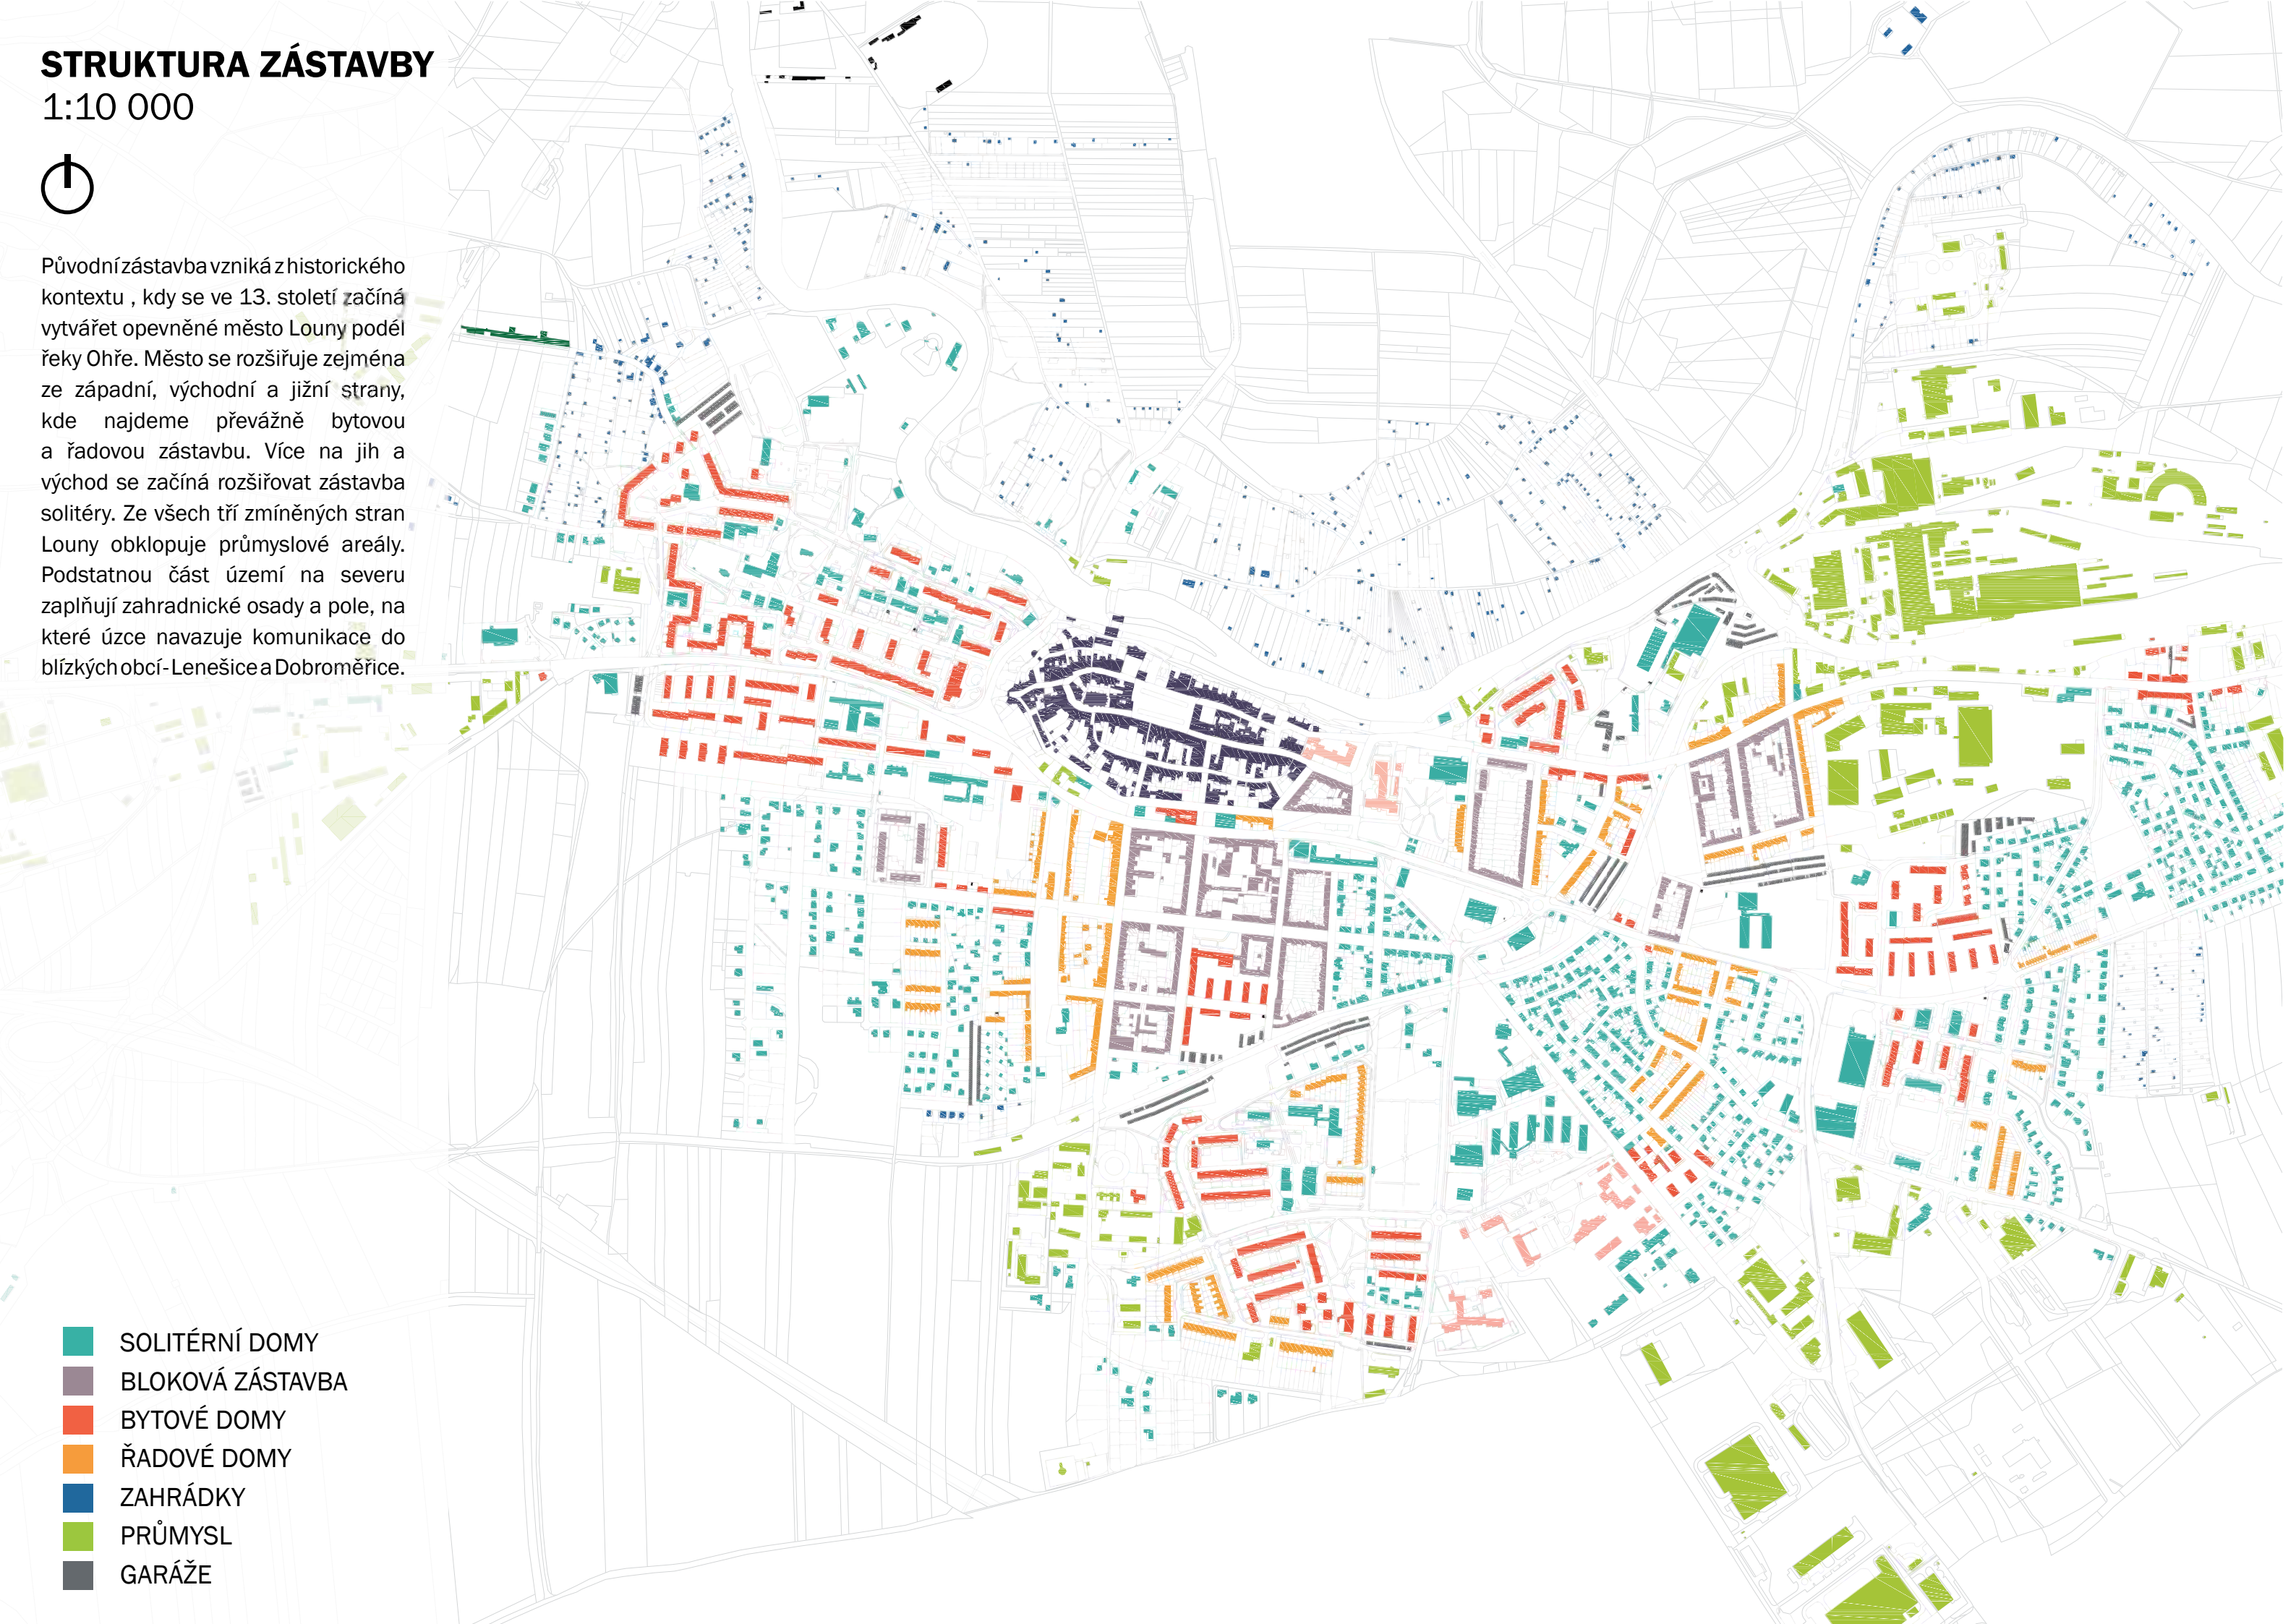 STRUKTURA ZÁSTAVBY
1:10 000
Původní zástavba vzniká z historického
kontextu , kdy se ve 13. století začíná
vytvářet opevněné město Louny podél
řeky Ohře. Město se rozšiřuje zejména
ze západní, východní a jižní strany,
kde najdeme převážně bytovou
a řadovou zástavbu. Více na jih a
východ se začíná rozšiřovat zástavba
solitéry. Ze všech tří zmíněných stran
Louny obklopuje průmyslové areály.
Podstatnou část území na severu
zaplňují zahradnické osady a pole, na
které úzce navazuje komunikace do
blízkých obcí - Lenešice a Dobroměřice.
SOLITÉRNÍ DOMY
BLOKOVÁ ZÁSTAVBA
BYTOVÉ DOMY
ŘADOVÉ DOMY
ZAHRÁDKY
PRŮMYSL
GARÁŽE